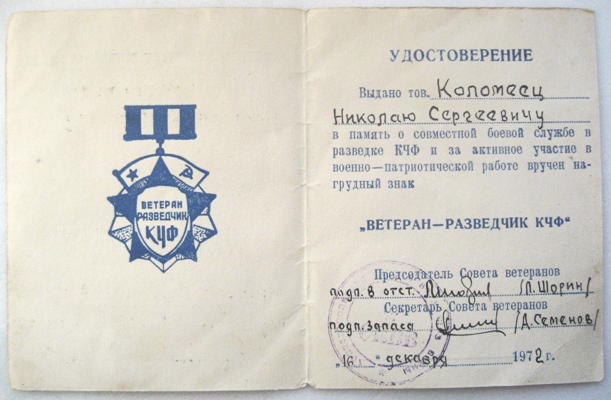 ВЕТЕРАН
РАЗВЕДЧИК
КЧФ
УДОСТОВЕРЕНИЕ
Выдано тов. Коломеец
Николаю Сергеевичу
в память о совместной боевой службе в
разведке КЧФ и за активное участие в
военно—патриотической работе вручен на-
грудный знак
„ВЕТЕРАН—РАЗВЕДЧИК КЧФ“
Председатель Совета ветеранов
подп. в отст. /Л. Шорин/
Секретарь Совета ветеранов
подп. запаса /Д. Семенов/
„16„ декабря 1972 г.